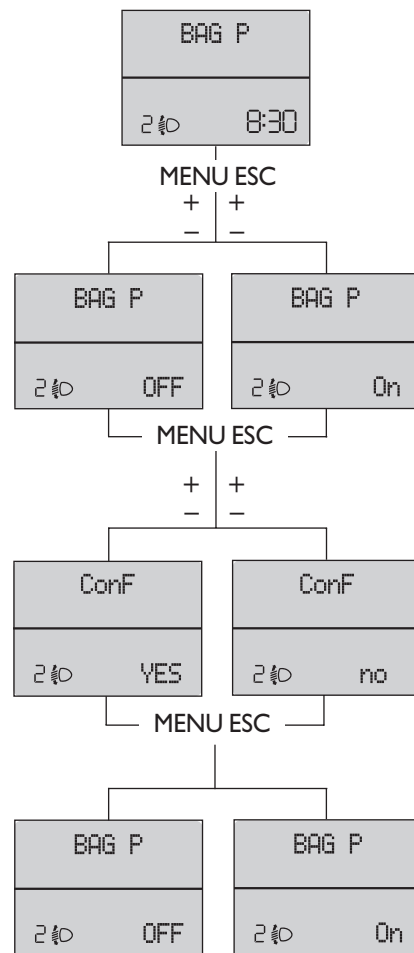 BAG P
2 8:30
MENU ESC
+ +
– –
BAG P BAG P
2 OFF 2 On
MENU ESC
+ +
– –
ConF ConF
2 YES 2 no
MENU ESC
BAG P BAG P
2 OFF 2 On